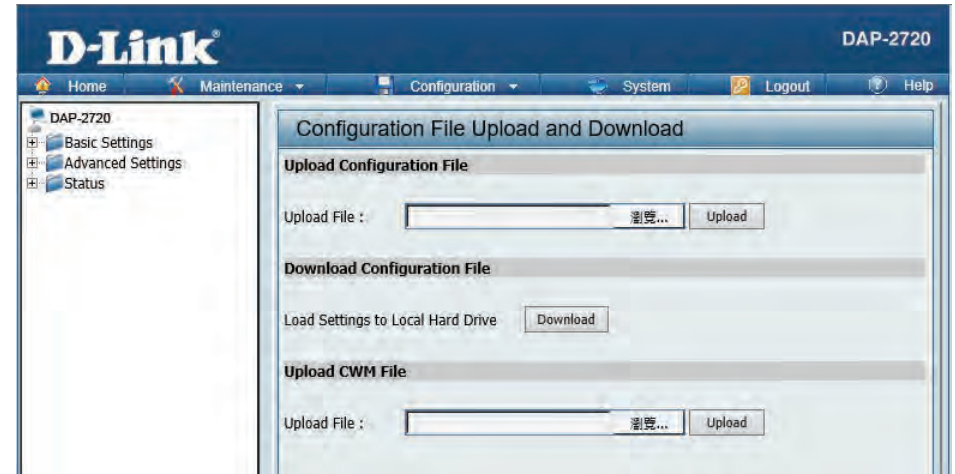 D-Link
DAP-2720
Home Maintenance Configuration System Logout Help
DAP-2720
Basic Settings
Advanced Settings
Status
Configuration File Upload and Download
Upload Configuration File
Upload File : 瀏覽... Upload
Download Configuration File
Load Settings to Local Hard Drive Download
Upload CWM File
Upload File : 瀏覽... Upload